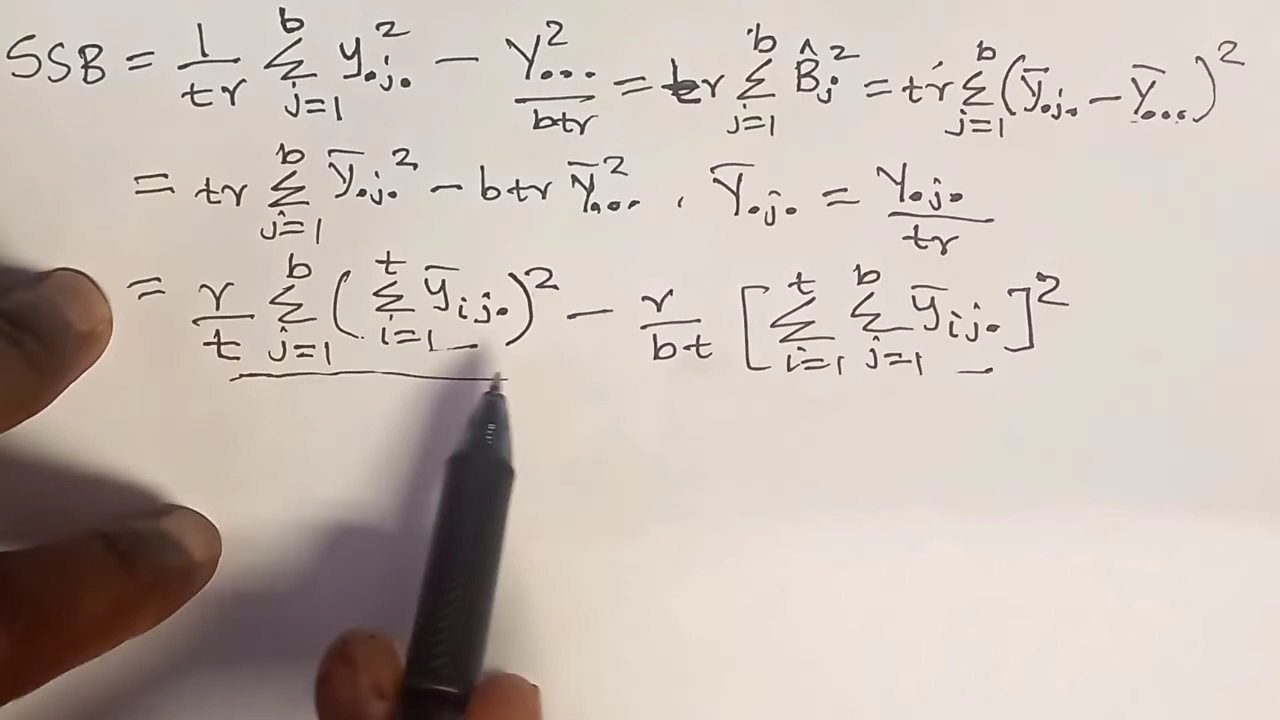 SSB = 1/tr Σ_{j=1}^{b} y_{.j.}^2 − Y_{...}^2/btr = tr Σ_{j=1}^{b} B̂_j^2 = tr Σ_{j=1}^{b} (ȳ_{.j.} − Ȳ_{...})^2
= tr Σ_{j=1}^{b} Ȳ_{.j.}^2 − btr Ȳ_{...}^2 . Ȳ_{.j.} = Y_{.j.}/tr
= r/t Σ_{j=1}^{b} ( Σ_{i=1}^{t} ȳ_{ij.} )^2 − r/bt [ Σ_{i=1}^{t} Σ_{j=1}^{b} ȳ_{ij.} ]^2